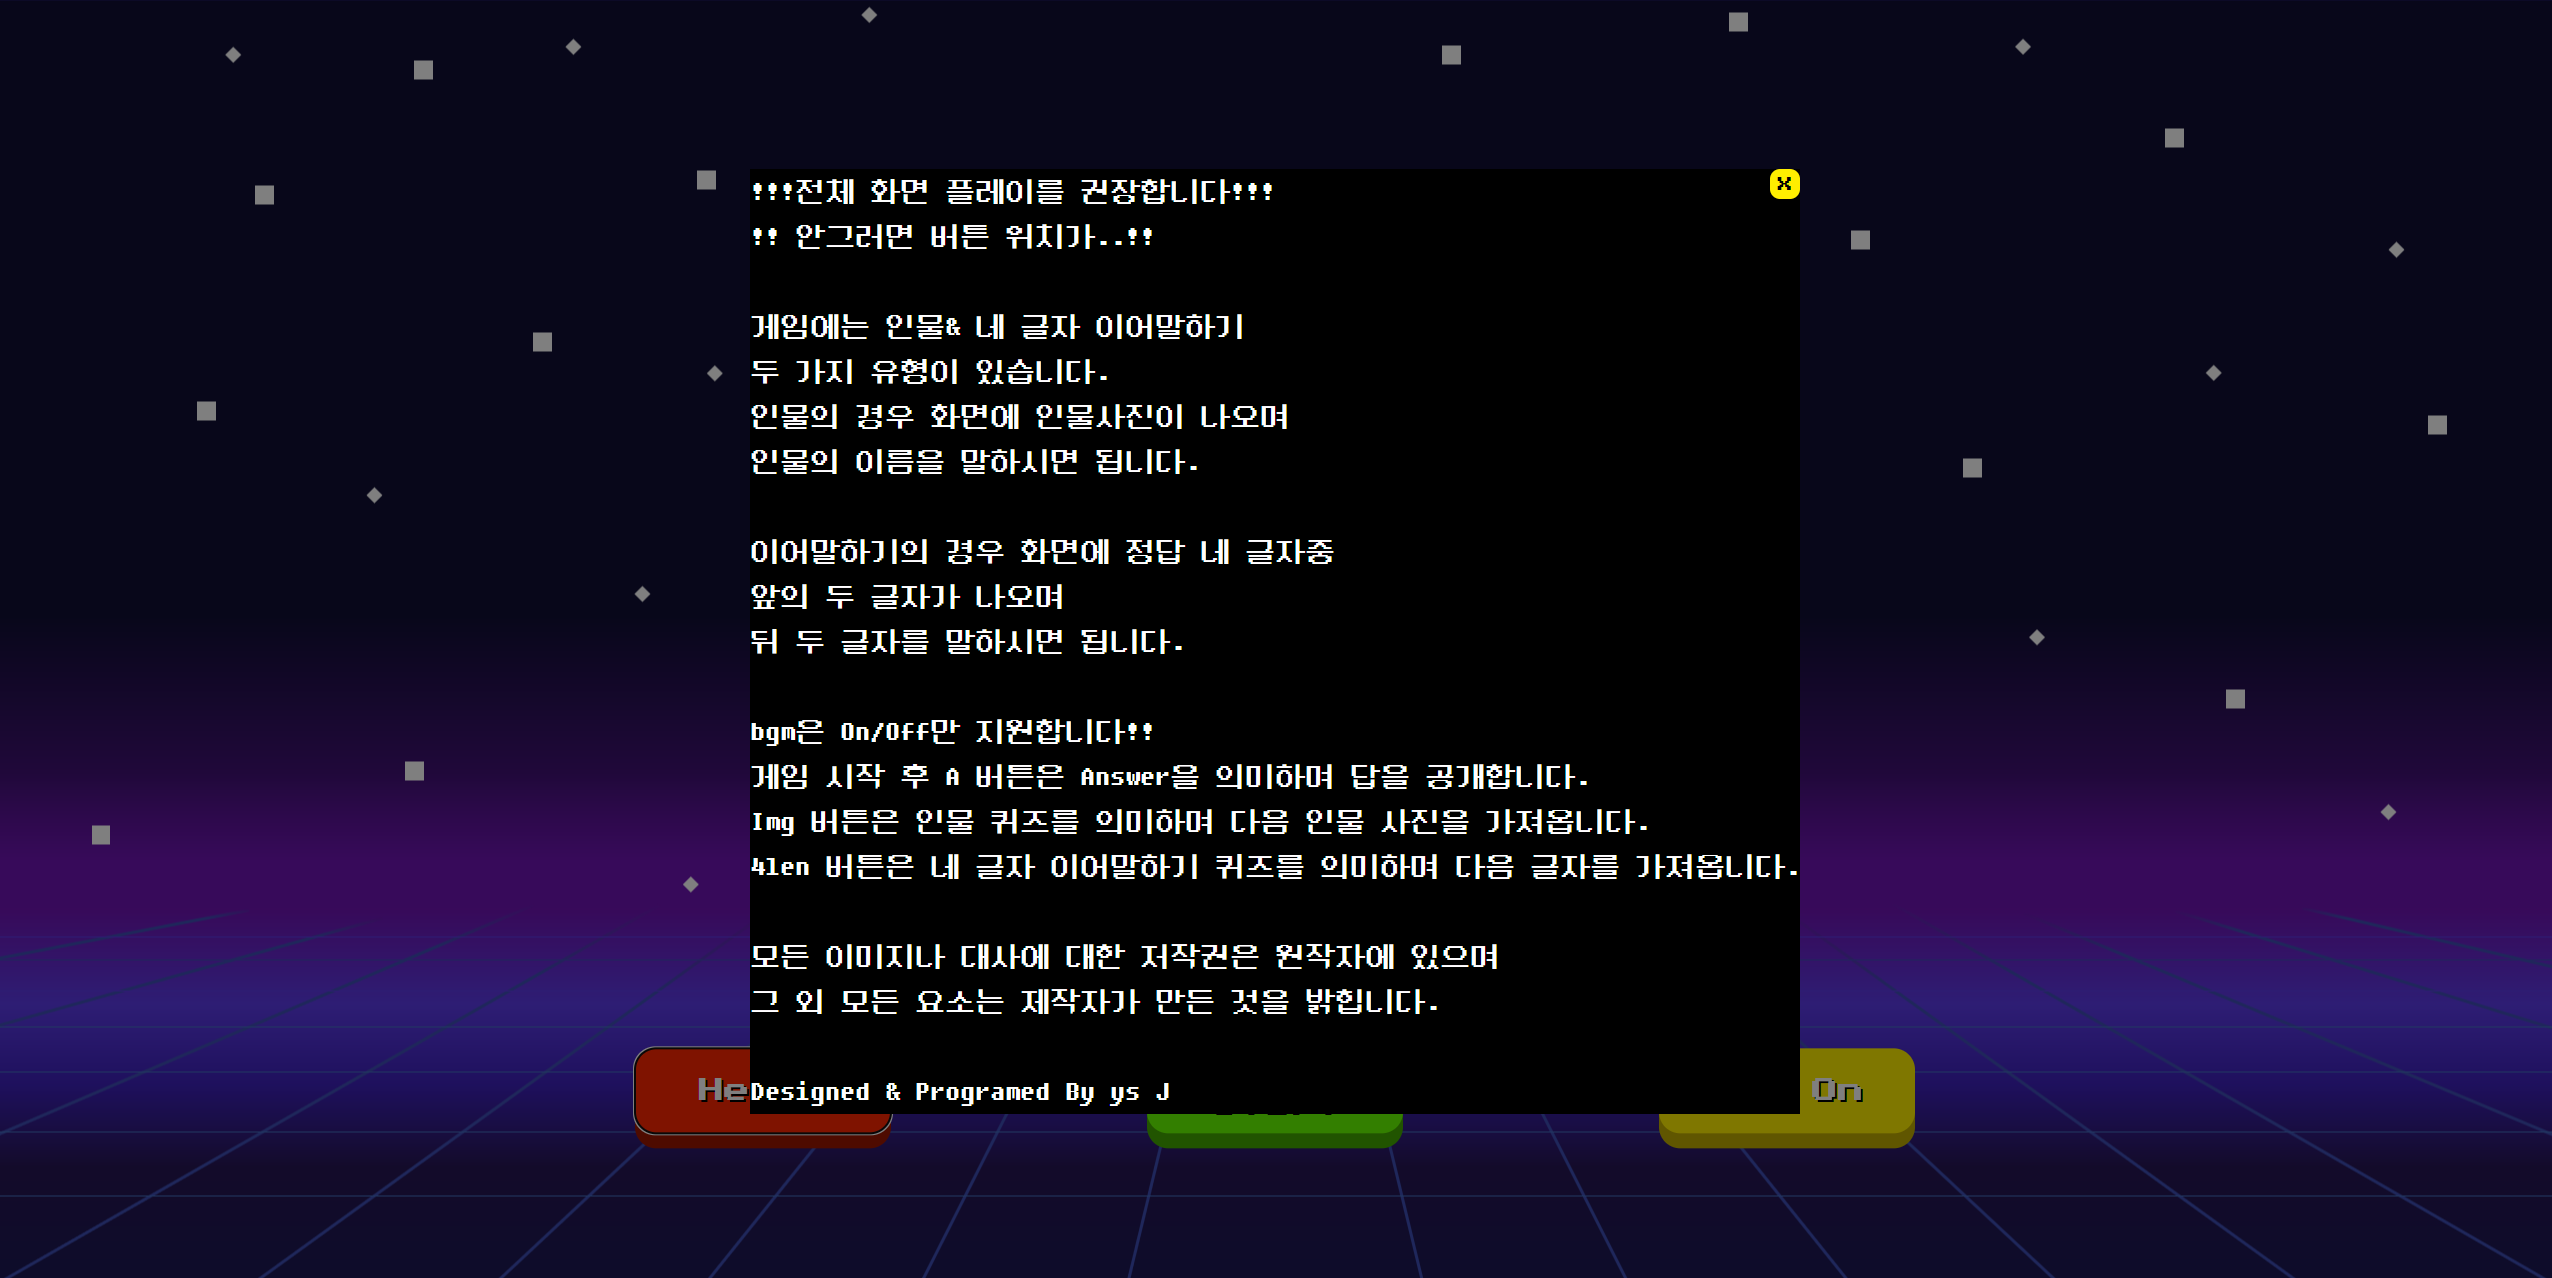 !!!전체 화면 플레이를 권장합니다!!!
!! 안그러면 버튼 위치가..!!
게임에는 인물& 네 글자 이어말하기
두 가지 유형이 있습니다.
인물의 경우 화면에 인물사진이 나오며
인물의 이름을 말하시면 됩니다.
이어말하기의 경우 화면에 정답 네 글자중
앞의 두 글자가 나오며
뒤 두 글자를 말하시면 됩니다.
bgm은 On/Off만 지원합니다!!
게임 시작 후 A 버튼은 Answer을 의미하며 답을 공개합니다.
Img 버튼은 인물 퀴즈를 의미하며 다음 인물 사진을 가져옵니다.
4len 버튼은 네 글자 이어말하기 퀴즈를 의미하며 다음 글자를 가져옵니다.
모든 이미지나 대사에 대한 저작권은 원작자에 있으며
그 외 모든 요소는 제작자가 만든 것을 밝힙니다.
Designed & Programed By ys J
He
On